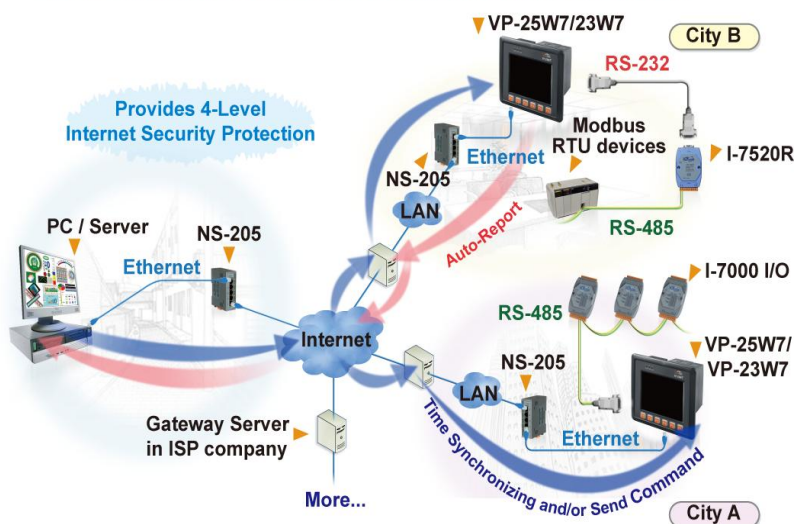 VP-25W7/23W7
City B
RS-232
Provides 4-Level
Internet Security Protection
Modbus
RTU devices
I-7520R
Ethernet
NS-205
LAN
RS-485
Auto-Report
PC / Server
NS-205
Ethernet
I-7000 I/O
RS-485
Internet
VP-25W7/
VP-23W7
NS-205
LAN
Gateway Server
in ISP company
Ethernet
Time Synchronizing and/or Send Command
More...
City A